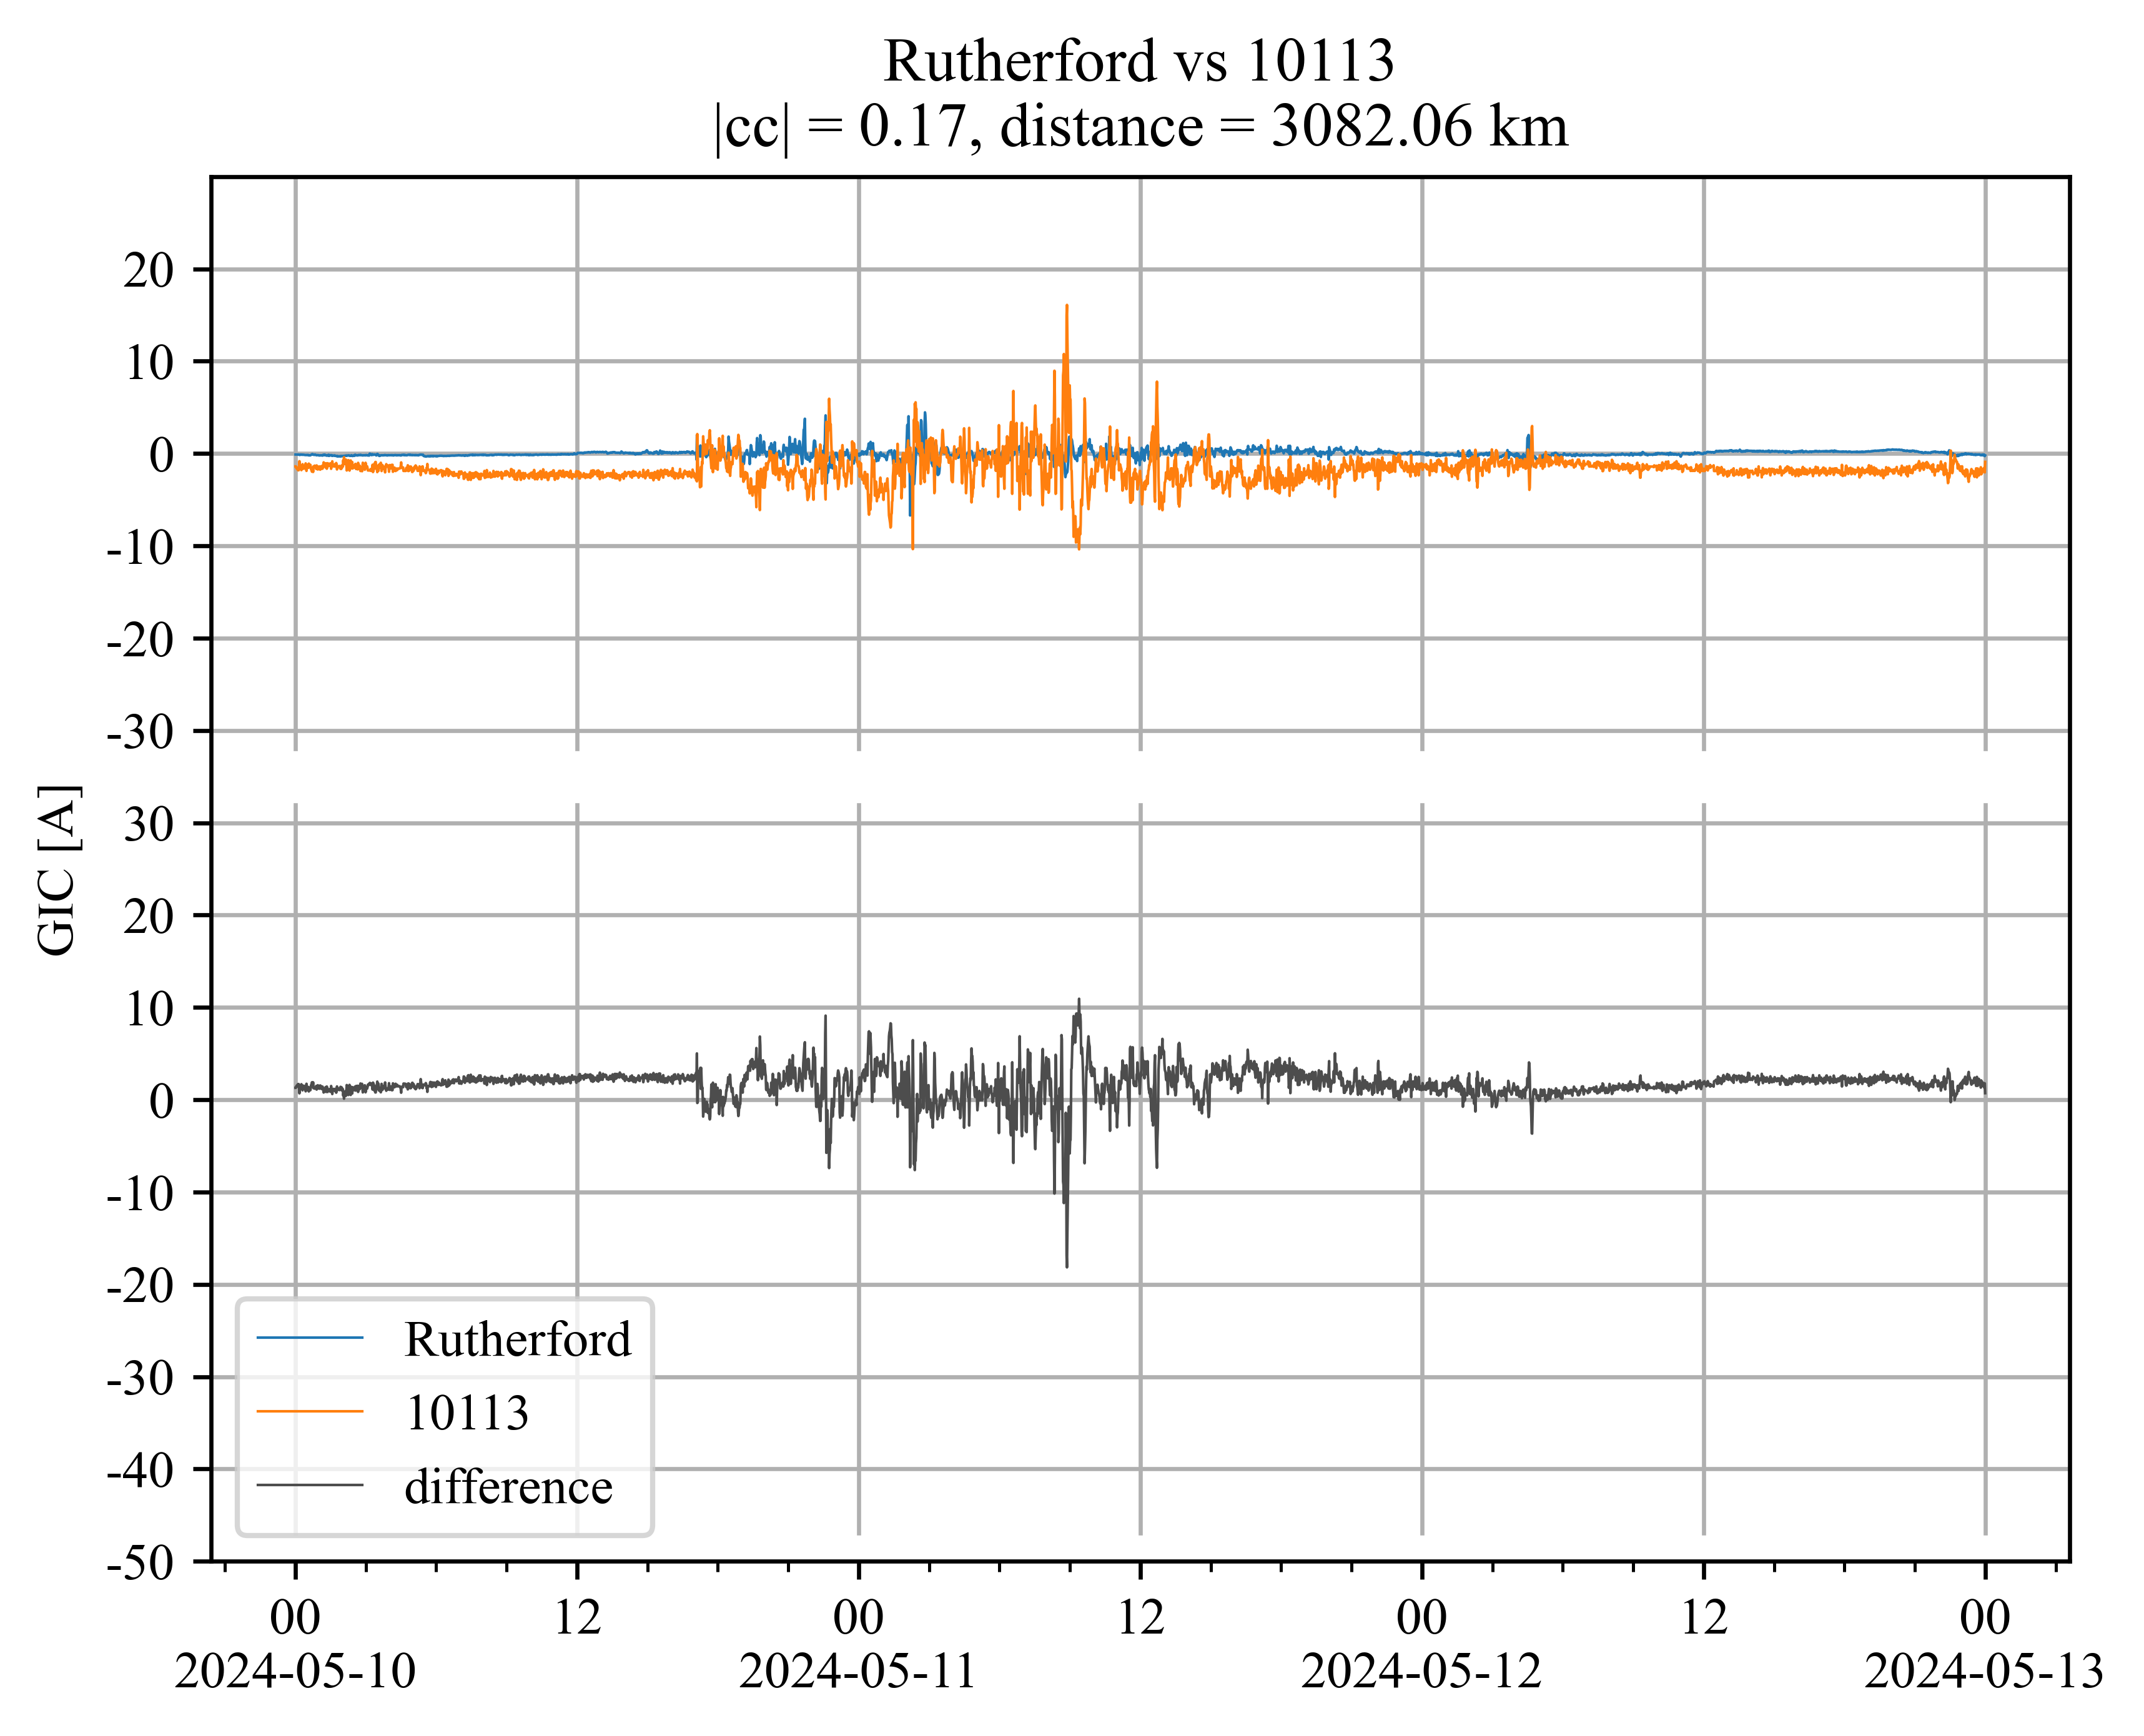 Rutherford vs 10113
|cc| = 0.17, distance = 3082.06 km
GIC [A]
20
10
0
-10
-20
-30
30
20
10
0
-10
-20
-30
-40
-50
Rutherford
10113
difference
00 12 00 12 00 12 00
2024-05-10 2024-05-11 2024-05-12 2024-05-13